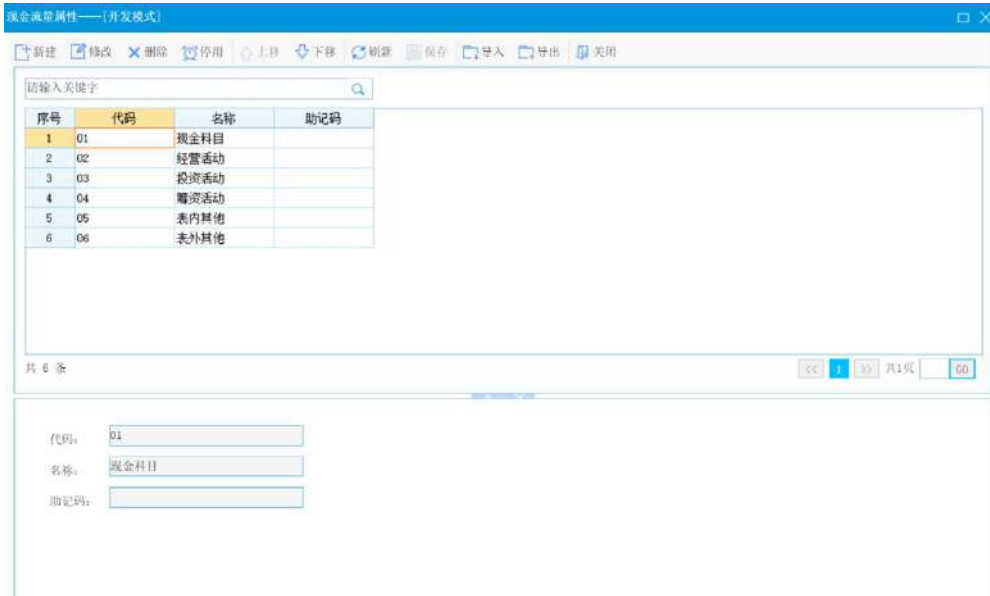 现金流量属性——[开发模式]
新建 修改 删除 停用 上移 下移 刷新 保存 导入 导出 关闭
请输入关键字
序号 代码 名称 助记码
1 01 现金科目
2 02 经营活动
3 03 投资活动
4 04 筹资活动
5 05 表内其他
6 06 表外其他
共 6 条
<< 1 >> 共1页 GO
代码: 01
名称: 现金科目
助记码: